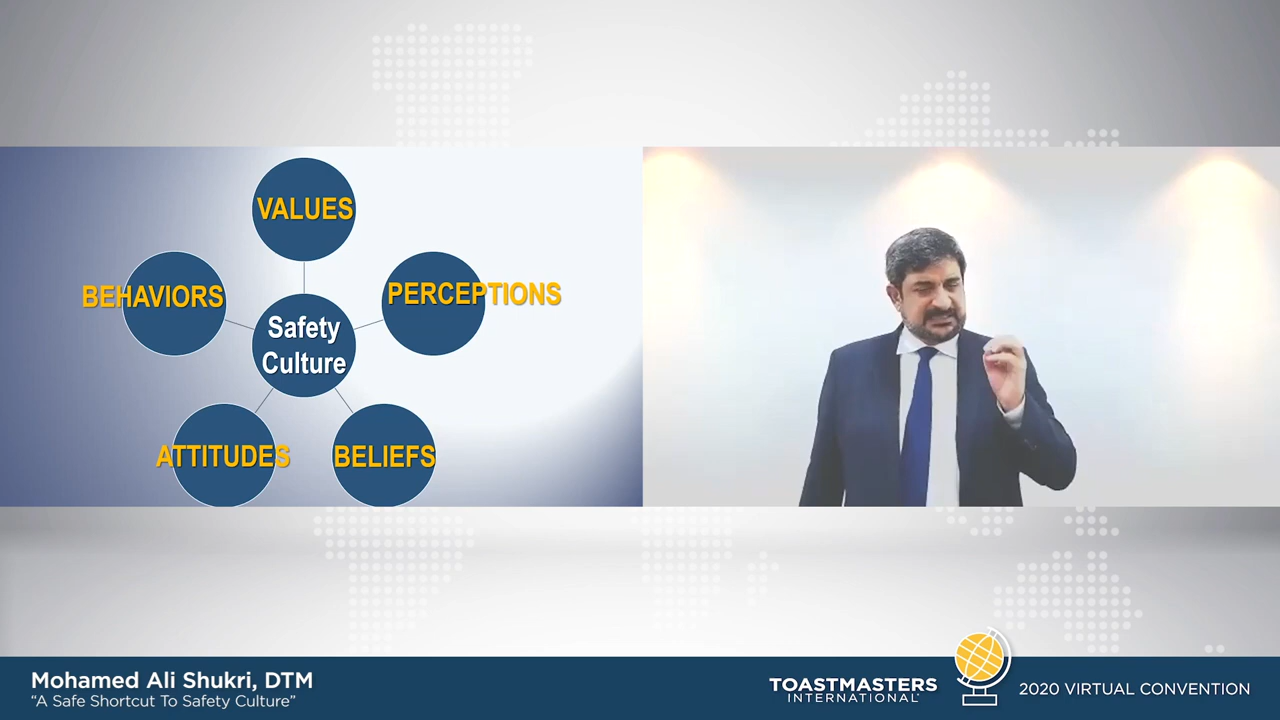 VALUES
BEHAVIORS
PERCEPTIONS
Safety
Culture
ATTITUDES
BELIEFS
Mohamed Ali Shukri, DTM
“A Safe Shortcut To Safety Culture”
TOASTMASTERS
INTERNATIONAL
2020 VIRTUAL CONVENTION